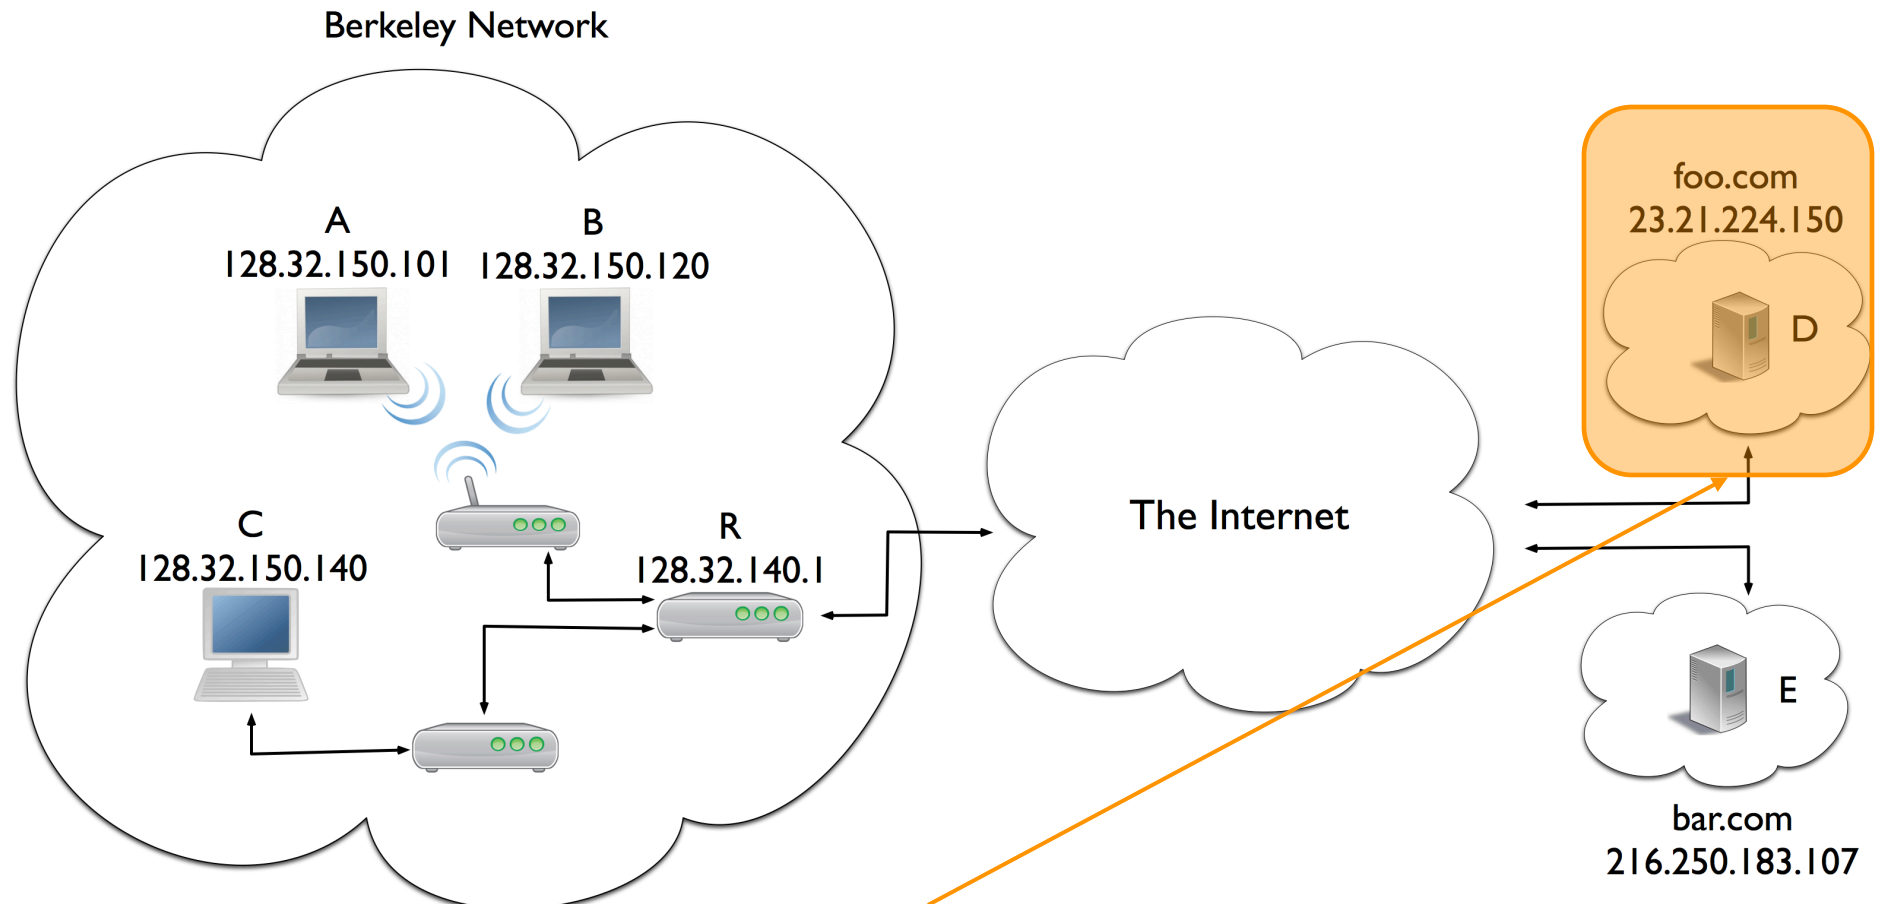 Berkeley Network
A
128.32.150.101
B
128.32.150.120
C
128.32.150.140
R
128.32.140.1
The Internet
foo.com
23.21.224.150
D
E
bar.com
216.250.183.107